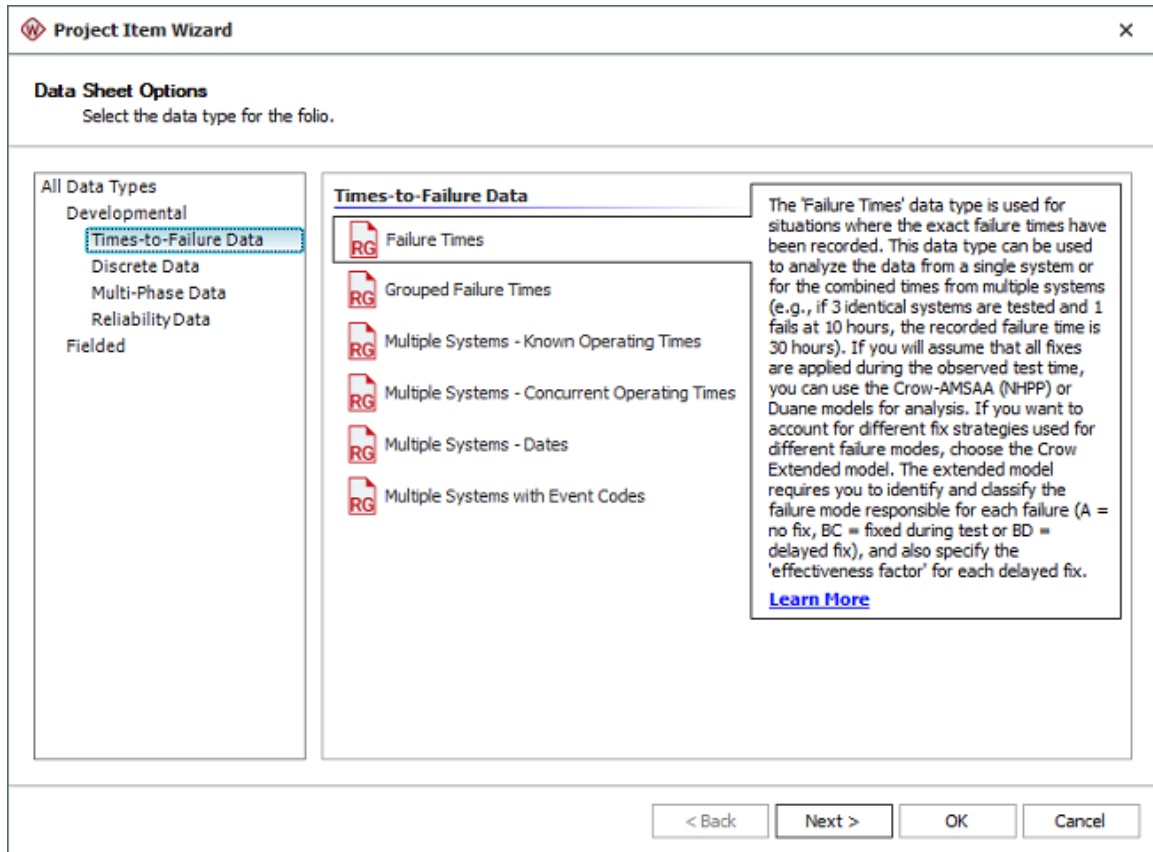 Project Item Wizard
Data Sheet Options
Select the data type for the folio.
All Data Types
Developmental
Times-to-Failure Data
Discrete Data
Multi-Phase Data
Reliability Data
Fielded
Times-to-Failure Data
RG Failure Times
RG Grouped Failure Times
RG Multiple Systems - Known Operating Times
RG Multiple Systems - Concurrent Operating Times
RG Multiple Systems - Dates
RG Multiple Systems with Event Codes
The 'Failure Times' data type is used for
situations where the exact failure times have
been recorded. This data type can be used
to analyze the data from a single system or
for the combined times from multiple systems
(e.g., if 3 identical systems are tested and 1
fails at 10 hours, the recorded failure time is
30 hours). If you will assume that all fixes
are applied during the observed test time,
you can use the Crow-AMSAA (NHPP) or
Duane models for analysis. If you want to
account for different fix strategies used for
different failure modes, choose the Crow
Extended model. The extended model
requires you to identify and classify the
failure mode responsible for each failure (A =
no fix, BC = fixed during test or BD =
delayed fix), and also specify the
'effectiveness factor' for each delayed fix.
Learn More
< Back Next > OK Cancel